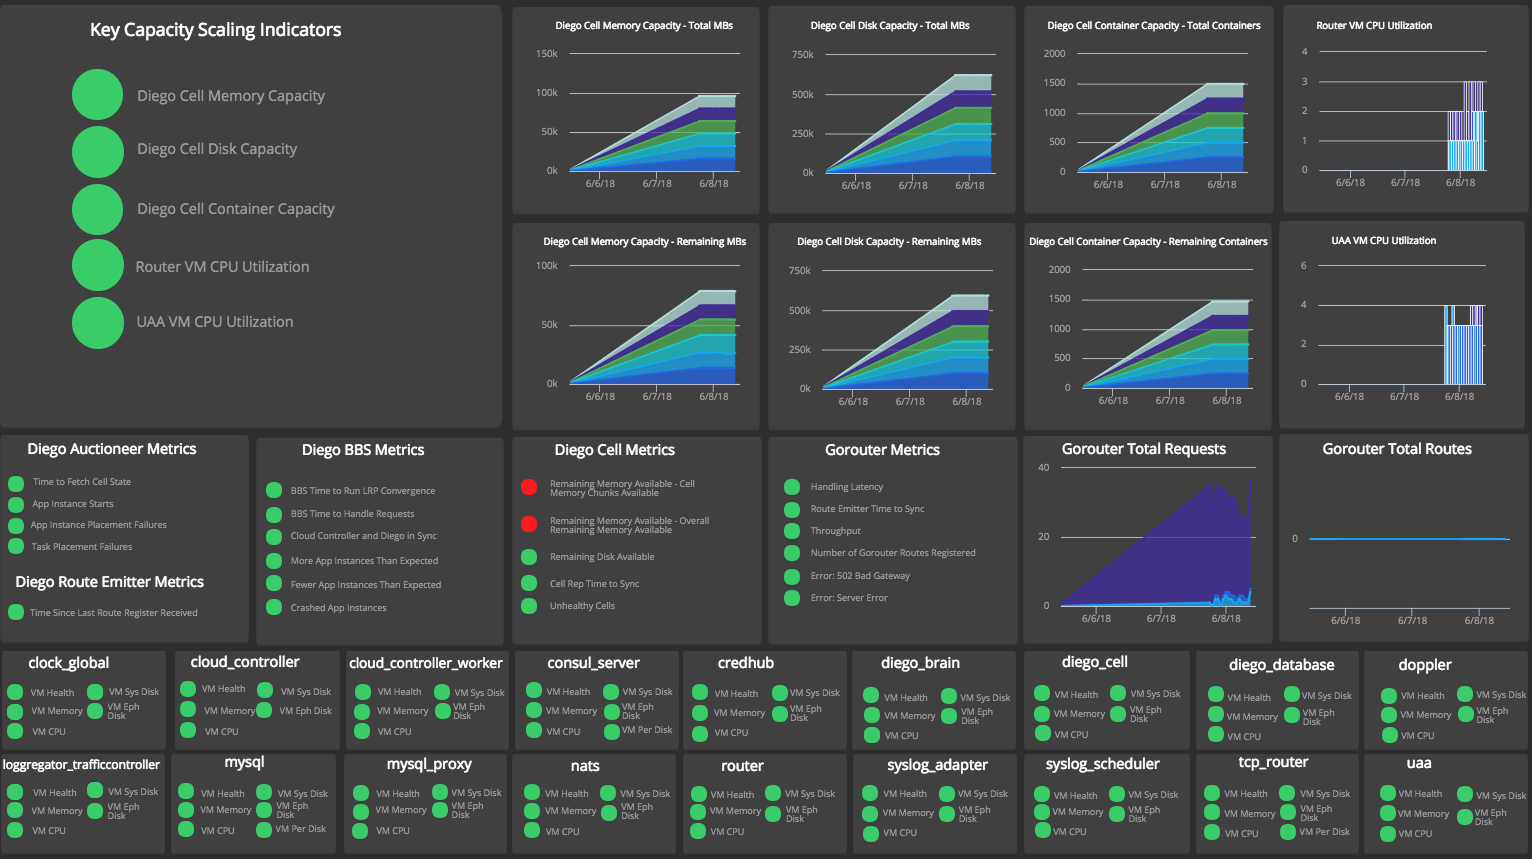 Key Capacity Scaling Indicators
Diego Cell Memory Capacity
Diego Cell Disk Capacity
Diego Cell Container Capacity
Router VM CPU Utilization
UAA VM CPU Utilization
Diego Cell Memory Capacity - Total MBs
150k
100k
50k
0k
6/6/18 6/7/18 6/8/18
Diego Cell Disk Capacity - Total MBs
750k
500k
250k
0k
6/6/18 6/7/18 6/8/18
Diego Cell Container Capacity - Total Containers
2000
1500
1000
500
0
6/6/18 6/7/18 6/8/18
Router VM CPU Utilization
4
3
2
1
0
6/6/18 6/7/18 6/8/18
Diego Cell Memory Capacity - Remaining MBs
100k
50k
0k
6/6/18 6/7/18 6/8/18
Diego Cell Disk Capacity - Remaining MBs
750k
500k
250k
0k
6/6/18 6/7/18 6/8/18
Diego Cell Container Capacity - Remaining Containers
2000
1500
1000
500
0
6/6/18 6/7/18 6/8/18
UAA VM CPU Utilization
6
4
2
0
6/6/18 6/7/18 6/8/18
Diego Auctioneer Metrics
Time to Fetch Cell State
App Instance Starts
App Instance Placement Failures
Task Placement Failures
Diego Route Emitter Metrics
Time Since Last Route Register Received
Diego BBS Metrics
BBS Time to Run LRP Convergence
BBS Time to Handle Requests
Cloud Controller and Diego in Sync
More App Instances Than Expected
Fewer App Instances Than Expected
Crashed App Instances
Diego Cell Metrics
Remaining Memory Available - Cell
Memory Chunks Available
Remaining Memory Available - Overall
Remaining Memory Available
Remaining Disk Available
Cell Rep Time to Sync
Unhealthy Cells
Gorouter Metrics
Handling Latency
Route Emitter Time to Sync
Throughput
Number of Gorouter Routes Registered
Error: 502 Bad Gateway
Error: Server Error
Gorouter Total Requests
40
20
0
6/6/18 6/7/18 6/8/18
Gorouter Total Routes
0
6/6/18 6/7/18 6/8/18
clock_global
VM Health VM Sys Disk
VM Memory VM Eph
Disk
VM CPU
cloud_controller
VM Health VM Sys Disk
VM Memory VM Eph Disk
VM CPU
cloud_controller_worker
VM Health VM Sys Disk
VM Memory VM Eph
Disk
VM CPU
consul_server
VM Health VM Sys Disk
VM Memory VM Eph
Disk
VM CPU VM Per Disk
credhub
VM Health VM Sys Disk
VM Memory VM Eph
Disk
VM CPU
diego_brain
VM Health VM Sys Disk
VM Memory VM Eph
Disk
VM CPU
diego_cell
VM Health VM Sys Disk
VM Memory VM Eph
Disk
VM CPU
diego_database
VM Health VM Sys Disk
VM Memory VM Eph
Disk
VM CPU
doppler
VM Health VM Sys Disk
VM Memory VM Eph
Disk
VM CPU
loggregator_trafficcontroller
VM Health VM Sys Disk
VM Memory VM Eph
Disk
VM CPU
mysql
VM Health VM Sys Disk
VM Memory VM Eph
Disk
VM CPU VM Per Disk
mysql_proxy
VM Health VM Sys Disk
VM Memory VM Eph
Disk
VM CPU
nats
VM Health VM Sys Disk
VM Memory VM Eph
Disk
VM CPU
router
VM Health VM Sys Disk
VM Memory VM Eph
Disk
VM CPU
syslog_adapter
VM Health VM Sys Disk
VM Memory VM Eph
Disk
VM CPU
syslog_scheduler
VM Health VM Sys Disk
VM Memory VM Eph
Disk
VM CPU
tcp_router
VM Health VM Sys Disk
VM Memory VM Eph
Disk
VM CPU VM Per Disk
uaa
VM Health VM Sys Disk
VM Memory VM Eph
Disk
VM CPU